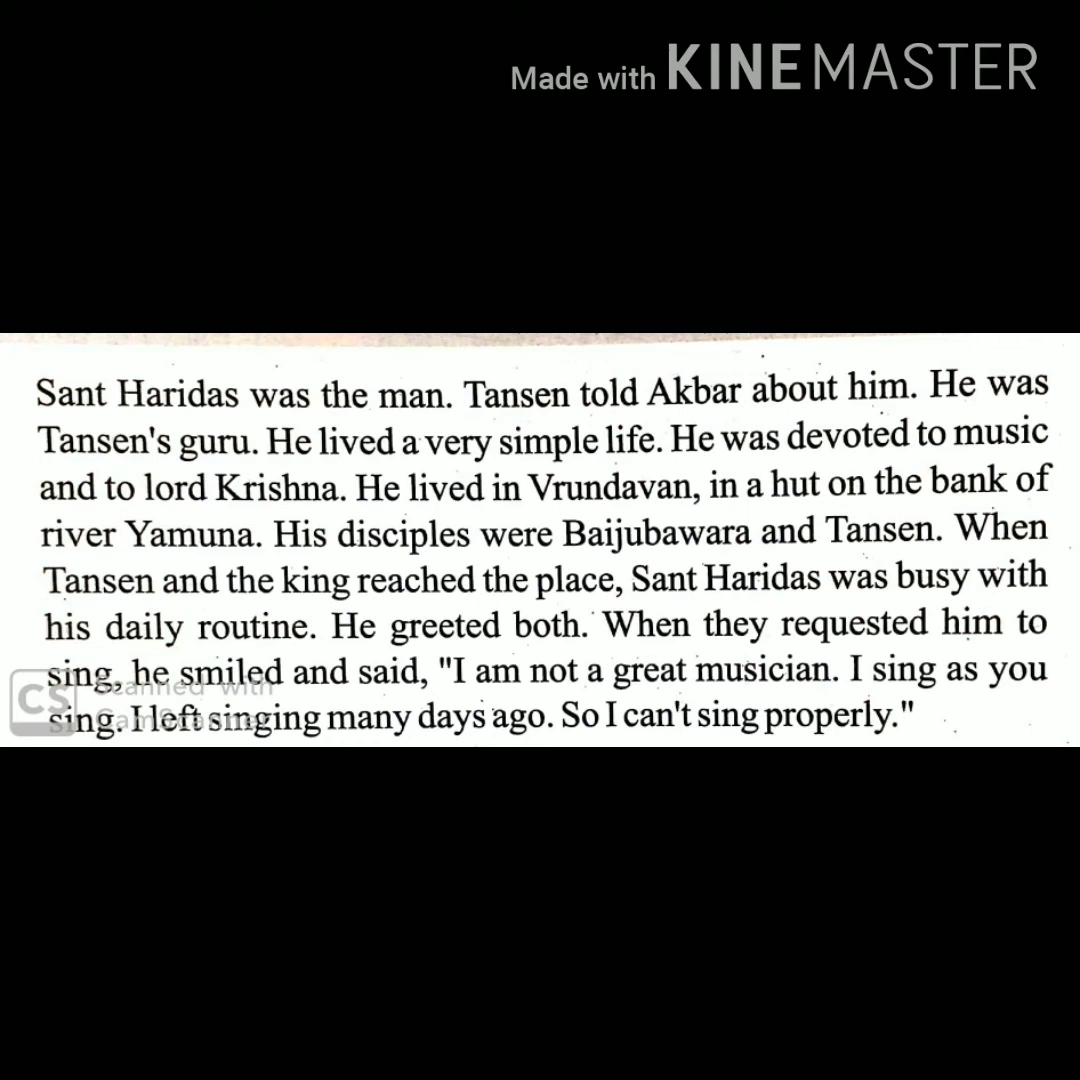 Made with KINEMASTER
Sant Haridas was the man. Tansen told Akbar about him. He was
Tansen's guru. He lived a very simple life. He was devoted to music
and to lord Krishna. He lived in Vrundavan, in a hut on the bank of
river Yamuna. His disciples were Baijubawara and Tansen. When
Tansen and the king reached the place, Sant Haridas was busy with
his daily routine. He greeted both. When they requested him to
sing, he smiled and said, "I am not a great musician. I sing as you
sing. I left singing many days ago. So I can't sing properly."
CS Scanned with
CamScanner